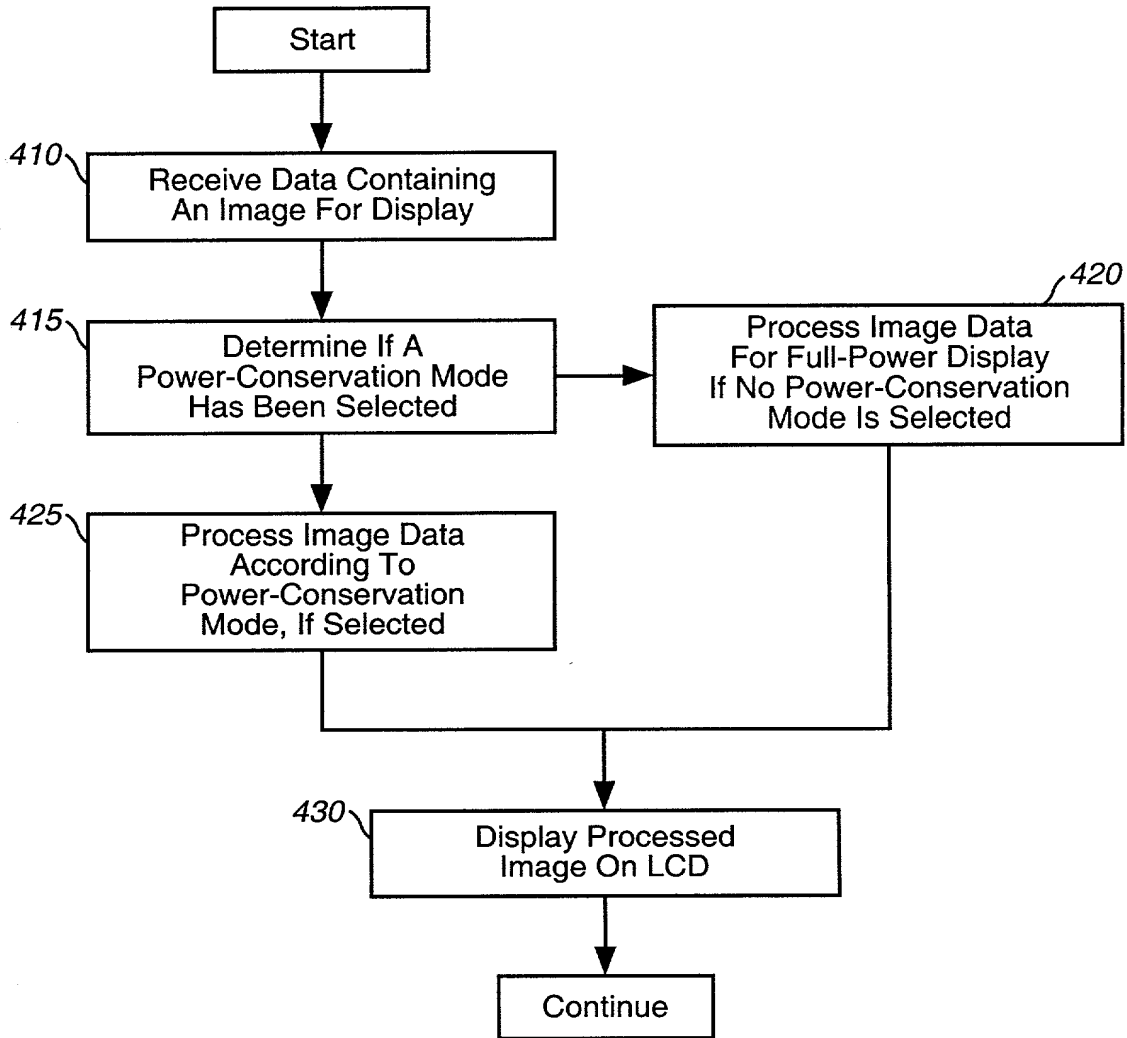 Start
410
Receive Data Containing
An Image For Display
415
Determine If A
Power-Conservation Mode
Has Been Selected
420
Process Image Data
For Full-Power Display
If No Power-Conservation
Mode Is Selected
425
Process Image Data
According To
Power-Conservation
Mode, If Selected
430
Display Processed
Image On LCD
Continue